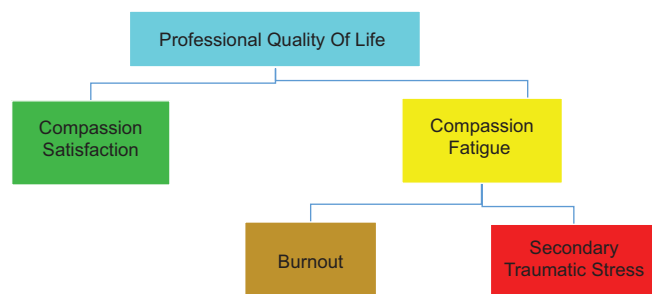 Professional Quality Of Life
Compassion
Satisfaction
Compassion
Fatigue
Burnout
Secondary
Traumatic Stress